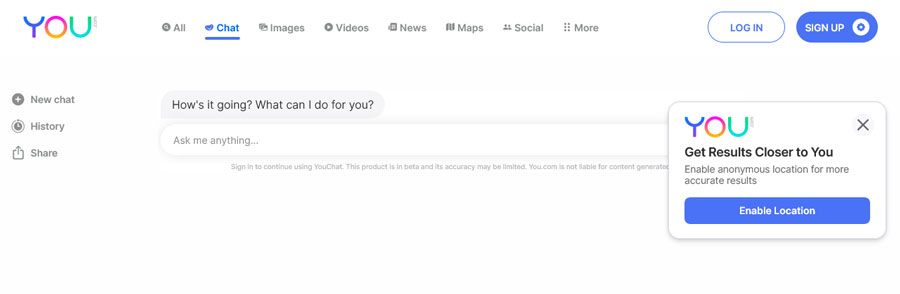 YOU .com
All
Chat
Images
Videos
News
Maps
Social
More
LOG IN
SIGN UP
New chat
History
Share
How's it going? What can I do for you?
Ask me anything...
Sign in to continue using YouChat. This product is in beta and its accuracy may be limited. You.com is not liable for content generated
YOU .com
Get Results Closer to You
Enable anonymous location for more
accurate results
Enable Location